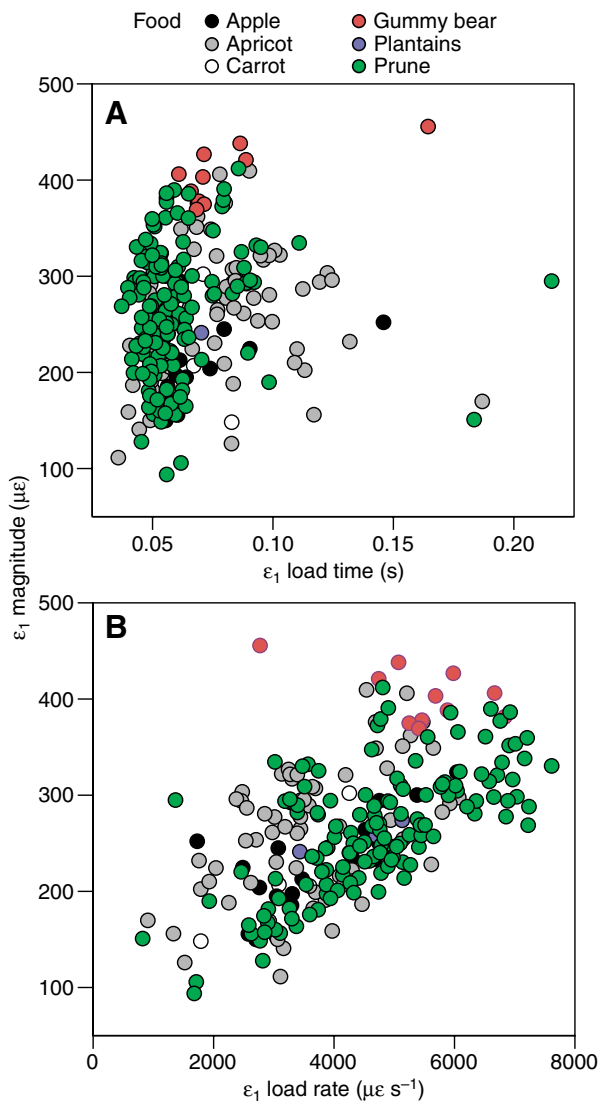 Food Apple Gummy bear
Apricot Plantains
Carrot Prune
A
500
400
300
200
100
0.05 0.10 0.15 0.20
ε1 load time (s)
ε1 magnitude (με)
B
500
400
300
200
100
0 2000 4000 6000 8000
ε1 load rate (με s–1)